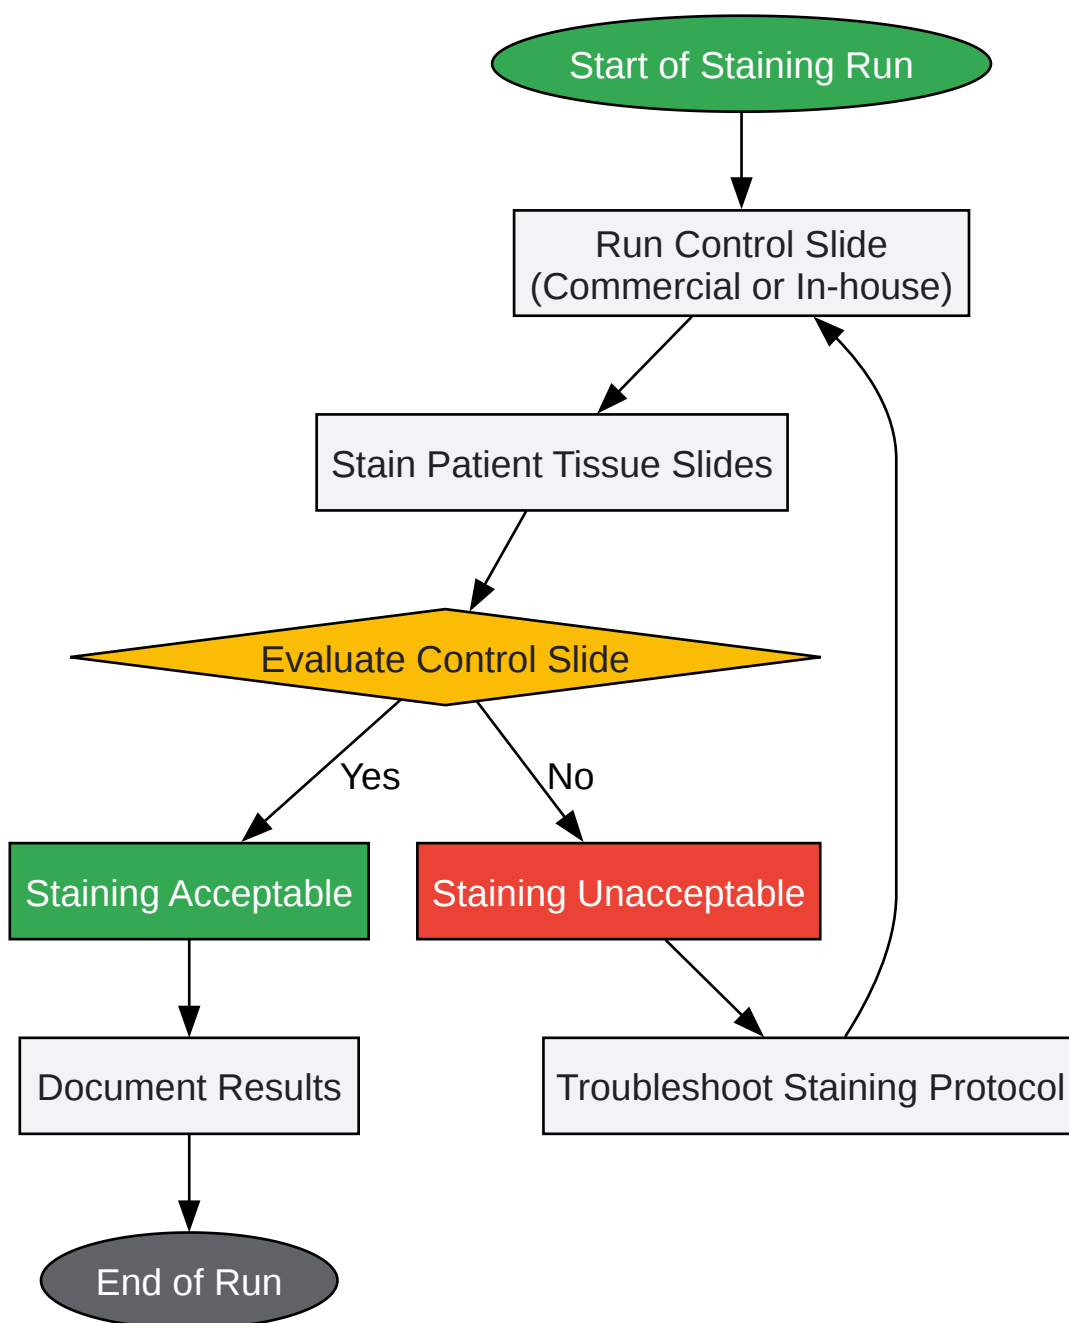 Start of Staining Run
Run Control Slide
(Commercial or In-house)
Stain Patient Tissue Slides
Evaluate Control Slide
Yes
No
Staining Acceptable
Staining Unacceptable
Document Results
Troubleshoot Staining Protocol
End of Run